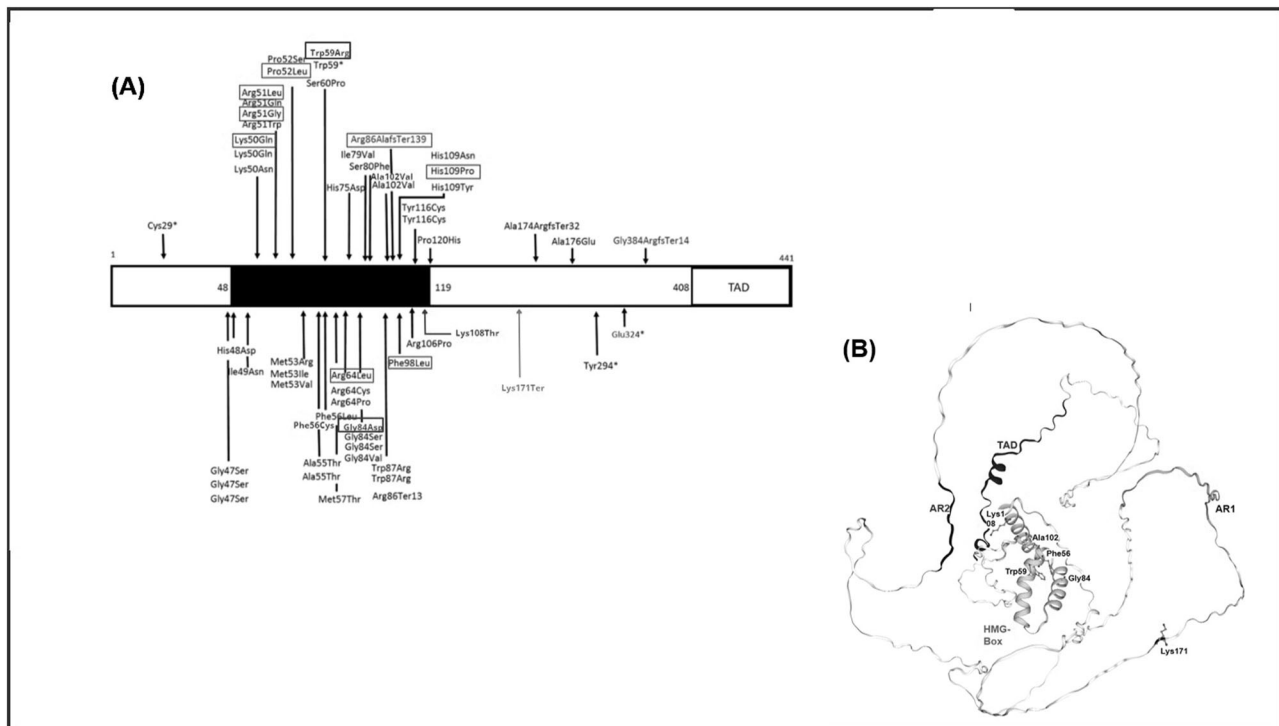 (A)
Trp59Arg
Pro52Ser
Trp59*
Pro52Leu
Ser60Pro
Arg51Leu
Arg51Gln
Arg51Gly
Arg51Trp
Lys50Gln
Lys50Gln
Lys50Asn
Arg86AlafsTer139
Ile79Val
Ser80Phe
Ala102Val
Ala102Val
His75Asp
His109Asn
His109Pro
His109Tyr
Tyr116Cys
Tyr116Cys
Pro120His
Cys29*
Ala174ArgfsTer32
Ala176Glu
Gly384ArgfsTer14
1
441
48
119
408
TAD
His48Asp
Ile49Asn
Met53Arg
Met53Ile
Met53Val
Arg64Leu
Arg64Cys
Arg64Pro
Phe98Leu
Arg106Pro
Lys108Thr
Lys171Ter
Tyr294*
Glu324*
Phe56Leu
Phe56Cys
Gly84Asp
Gly84Ser
Gly84Ser
Gly84Val
Ala55Thr
Ala55Thr
Met57Thr
Trp87Arg
Trp87Arg
Arg86Ter13
Gly47Ser
Gly47Ser
Gly47Ser
(B)
TAD
AR2
AR1
Lys1
08
Ala102
Phe56
Trp59
Gly84
HMG-
Box
Lys171